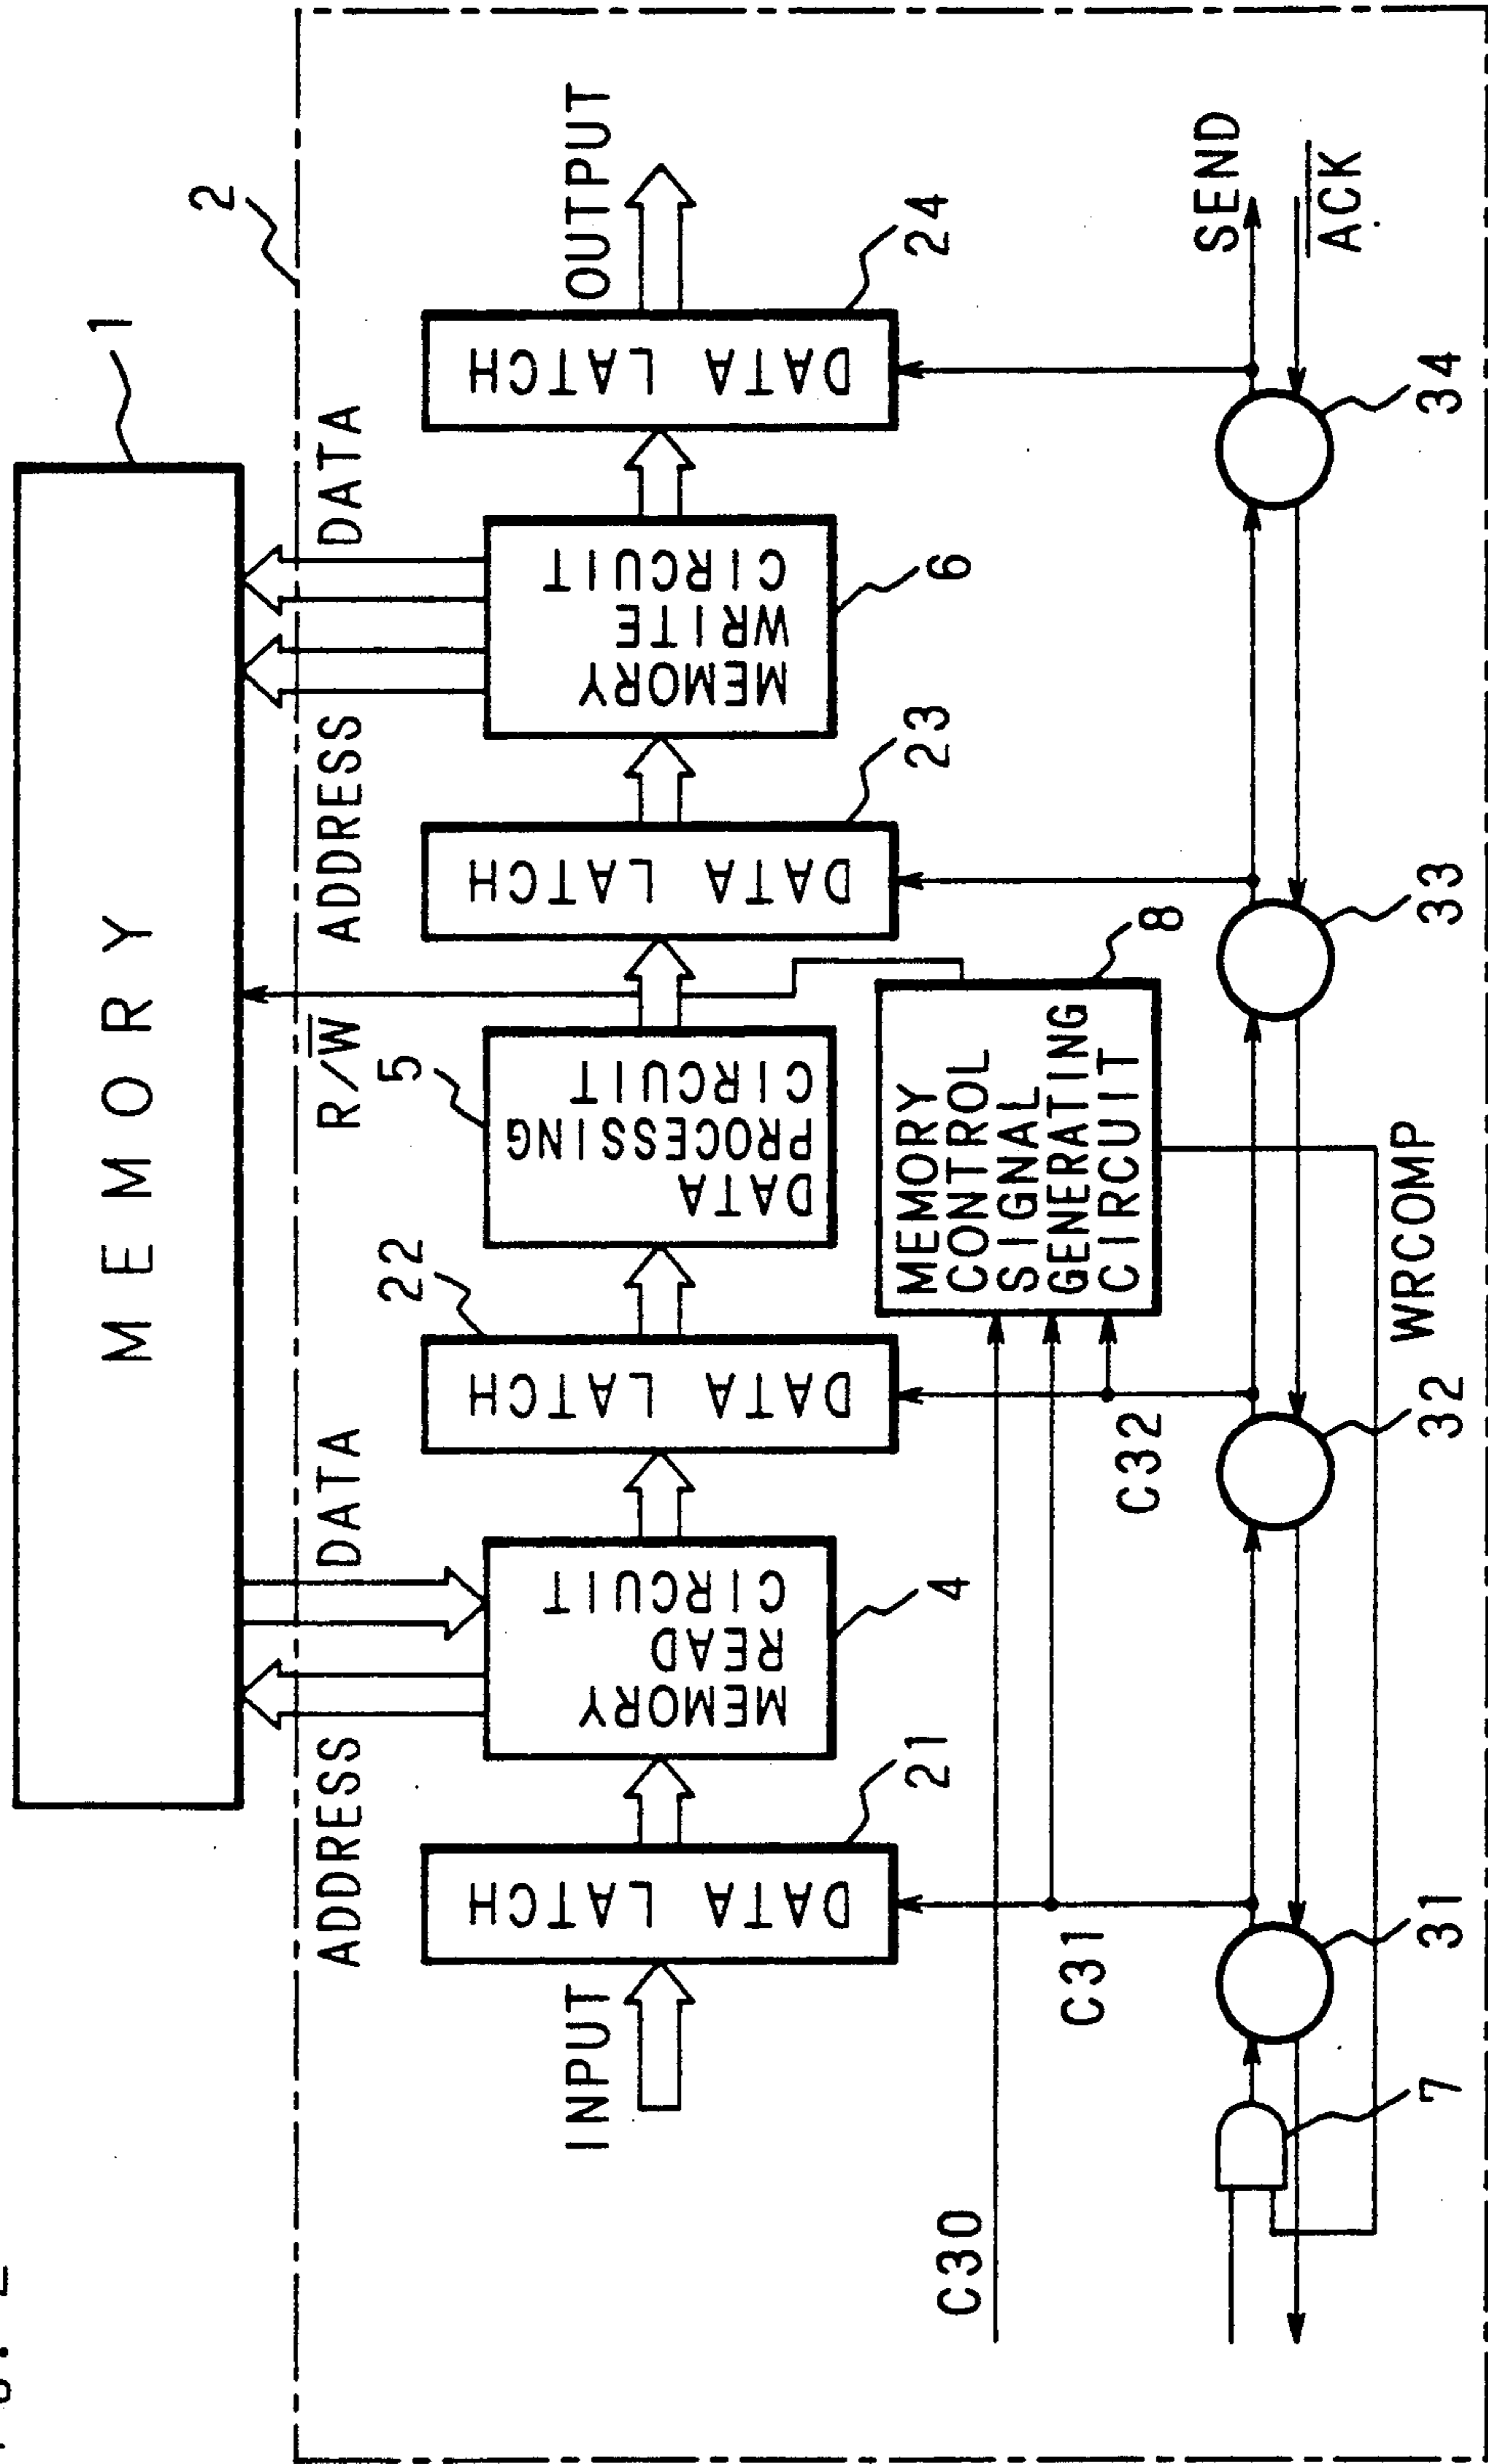 1
MEMORY
2
ADDRESS
DATA
R/W̅
ADDRESS
DATA
5
22
INPUT
DATA LATCH
21
MEMORY
READ
CIRCUIT
4
DATA LATCH
DATA
PROCESSING
CIRCUIT
DATA LATCH
23
MEMORY
WRITE
CIRCUIT
6
DATA LATCH
24
OUTPUT
C30
C31
C32
MEMORY
CONTROL
SIGNAL
GENERATING
CIRCUIT
8
SEND
A̅C̅K̅
7
31
32
33
34
WRCOMP